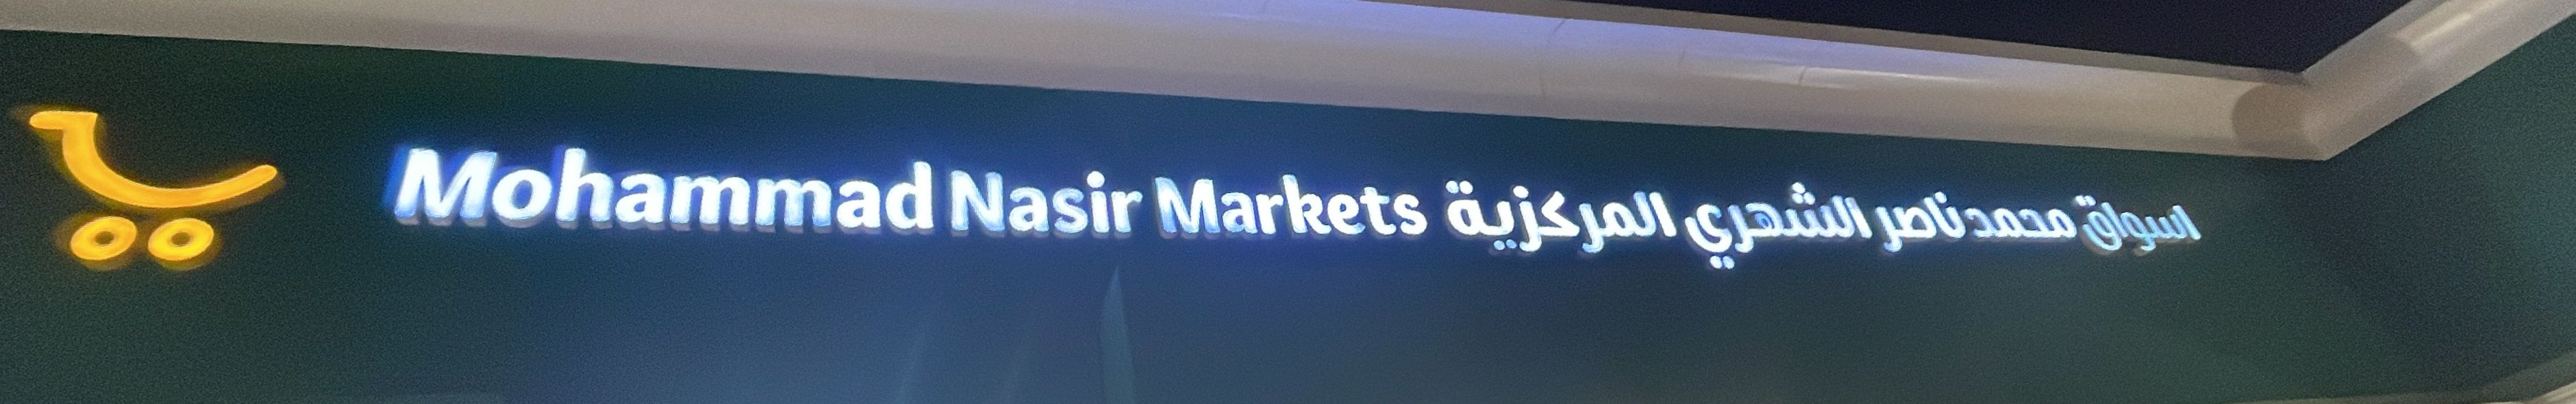 Mohammad Nasir Markets اسواق محمد ناصر الشهري المركزية